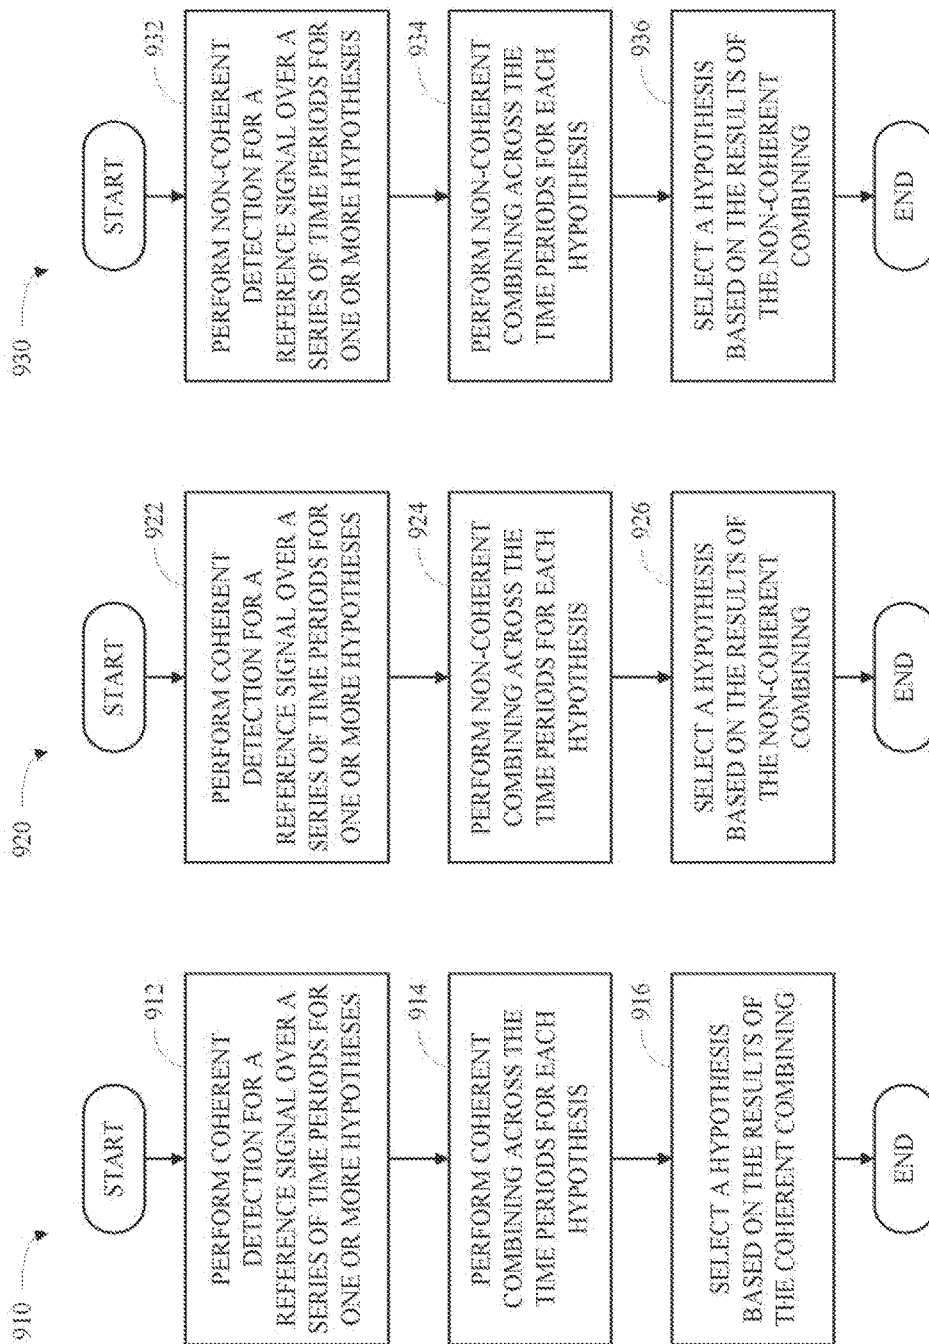 910
START
912
PERFORM COHERENT
DETECTION FOR A
REFERENCE SIGNAL OVER A
SERIES OF TIME PERIODS FOR
ONE OR MORE HYPOTHESES
914
PERFORM COHERENT
COMBINING ACROSS THE
TIME PERIODS FOR EACH
HYPOTHESIS
916
SELECT A HYPOTHESIS
BASED ON THE RESULTS OF
THE COHERENT COMBINING
END
920
START
922
PERFORM COHERENT
DETECTION FOR A
REFERENCE SIGNAL OVER A
SERIES OF TIME PERIODS FOR
ONE OR MORE HYPOTHESES
924
PERFORM NON-COHERENT
COMBINING ACROSS THE
TIME PERIODS FOR EACH
HYPOTHESIS
926
SELECT A HYPOTHESIS
BASED ON THE RESULTS OF
THE NON-COHERENT
COMBINING
END
930
START
932
PERFORM NON-COHERENT
DETECTION FOR A
REFERENCE SIGNAL OVER A
SERIES OF TIME PERIODS FOR
ONE OR MORE HYPOTHESES
934
PERFORM NON-COHERENT
COMBINING ACROSS THE
TIME PERIODS FOR EACH
HYPOTHESIS
936
SELECT A HYPOTHESIS
BASED ON THE RESULTS OF
THE NON-COHERENT
COMBINING
END